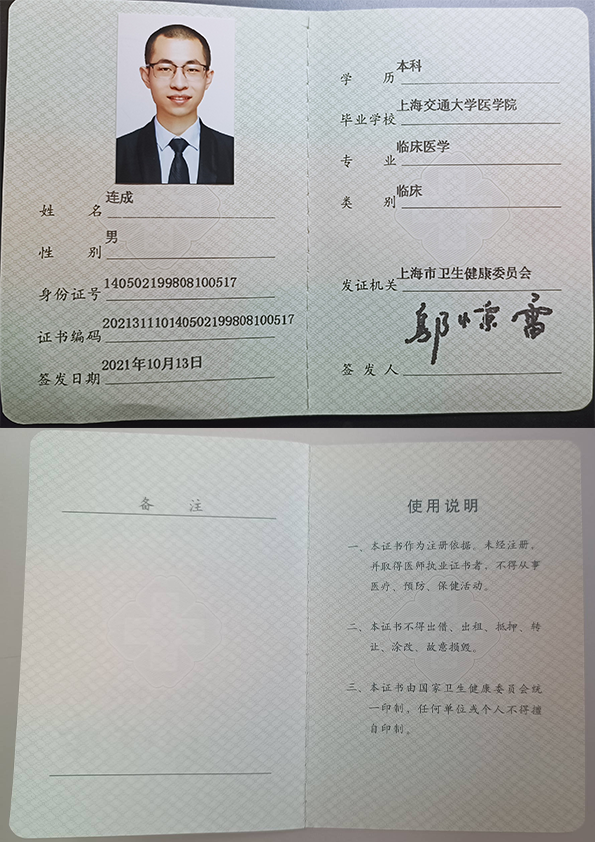 姓 名 连成
性 别 男
身份证号 140502199808100517
证书编码 202131110140502199808100517
签发日期 2021年10月13日
学 历 本科
毕业学校 上海交通大学医学院
专 业 临床医学
类 别 临床
发证机关 上海市卫生健康委员会
签 发 人
备 注
使用说明
一、本证书作为注册依据。未经注册,
并取得医师执业证书者,不得从事
医疗、预防、保健活动。
二、本证书不得出借、出租、抵押、转
让、涂改、故意损毁。
三、本证书由国家卫生健康委员会统
一印制,任何单位或个人不得擅
自印制。